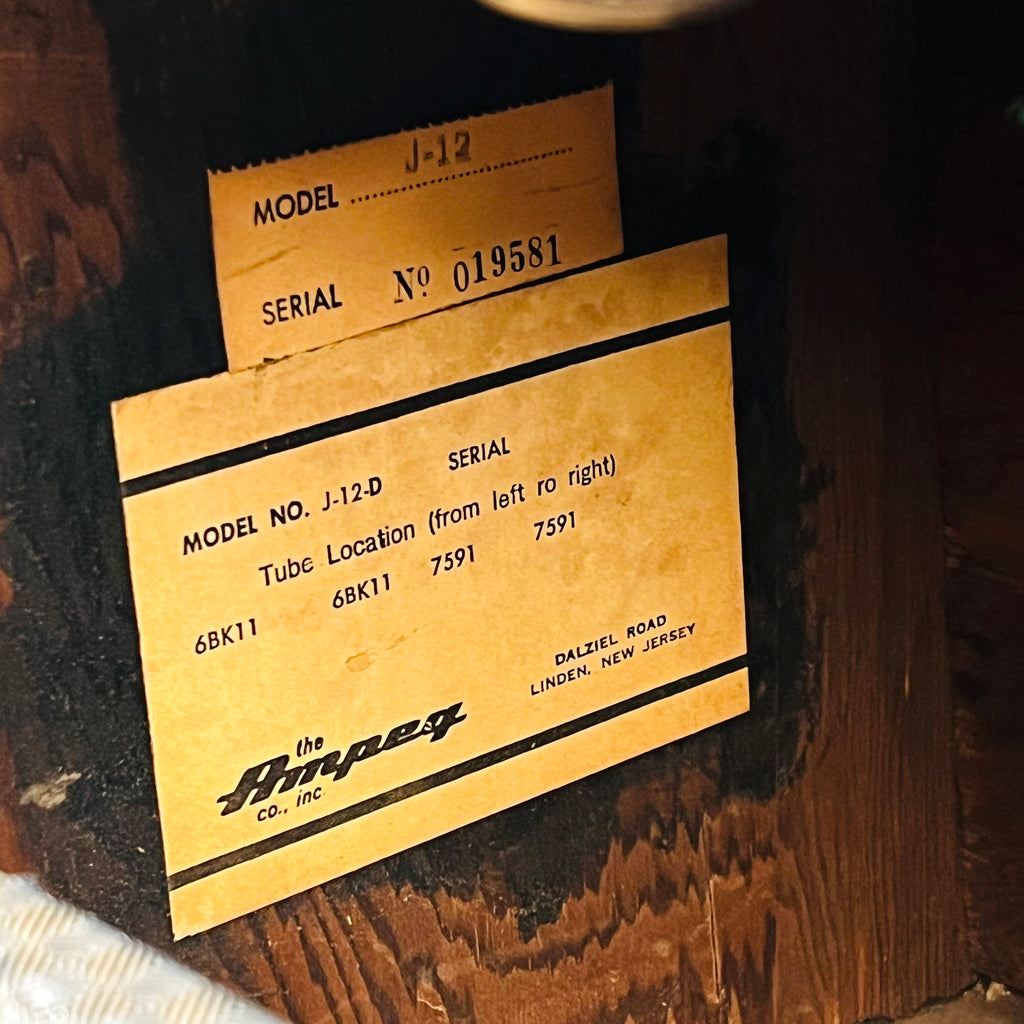 MODEL .............................. J-12
SERIAL Nº 019581
MODEL NO. J-12-D SERIAL
Tube Location (from left ro right)
6BK11 6BK11 7591 7591
DALZIEL ROAD
LINDEN, NEW JERSEY
the
Ampeg
co., inc